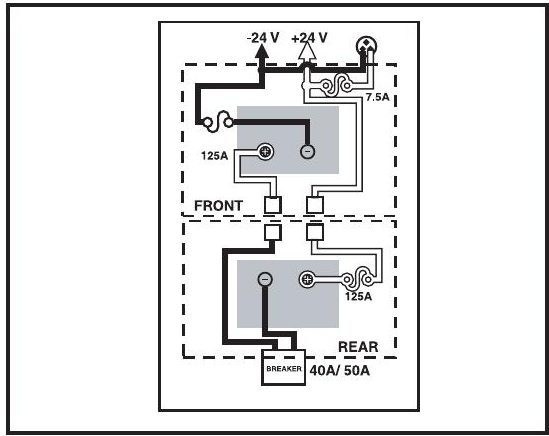 -24 V +24 V
7.5A
125A
FRONT
125A
REAR
BREAKER 40A/ 50A